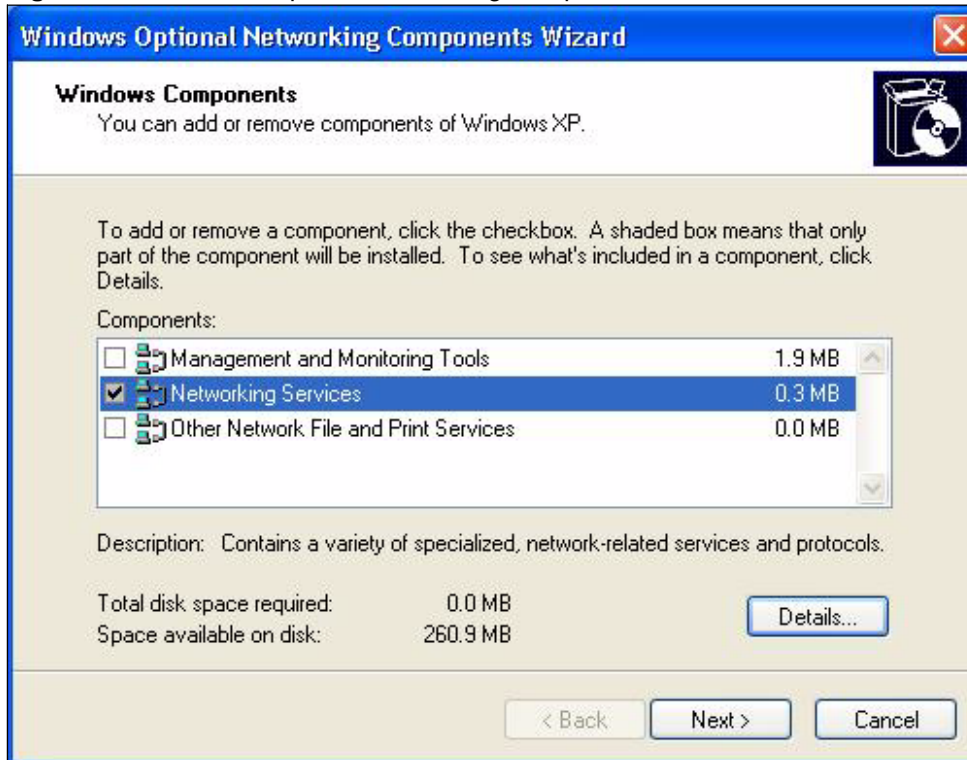 Windows Optional Networking Components Wizard
Windows Components
You can add or remove components of Windows XP.
To add or remove a component, click the checkbox. A shaded box means that only
part of the component will be installed. To see what's included in a component, click
Details.
Components:
Management and Monitoring Tools 1.9 MB
Networking Services 0.3 MB
Other Network File and Print Services 0.0 MB
Description: Contains a variety of specialized, network-related services and protocols.
Total disk space required: 0.0 MB
Space available on disk: 260.9 MB
Details...
< Back Next > Cancel